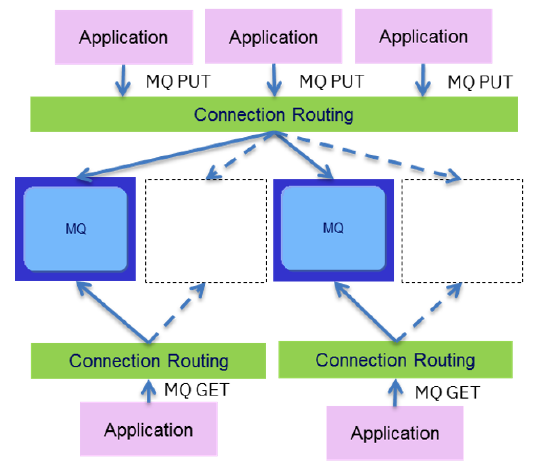 Application
Application
Application
MQ PUT
MQ PUT
MQ PUT
Connection Routing
MQ
MQ
Connection Routing
Connection Routing
MQ GET
MQ GET
Application
Application